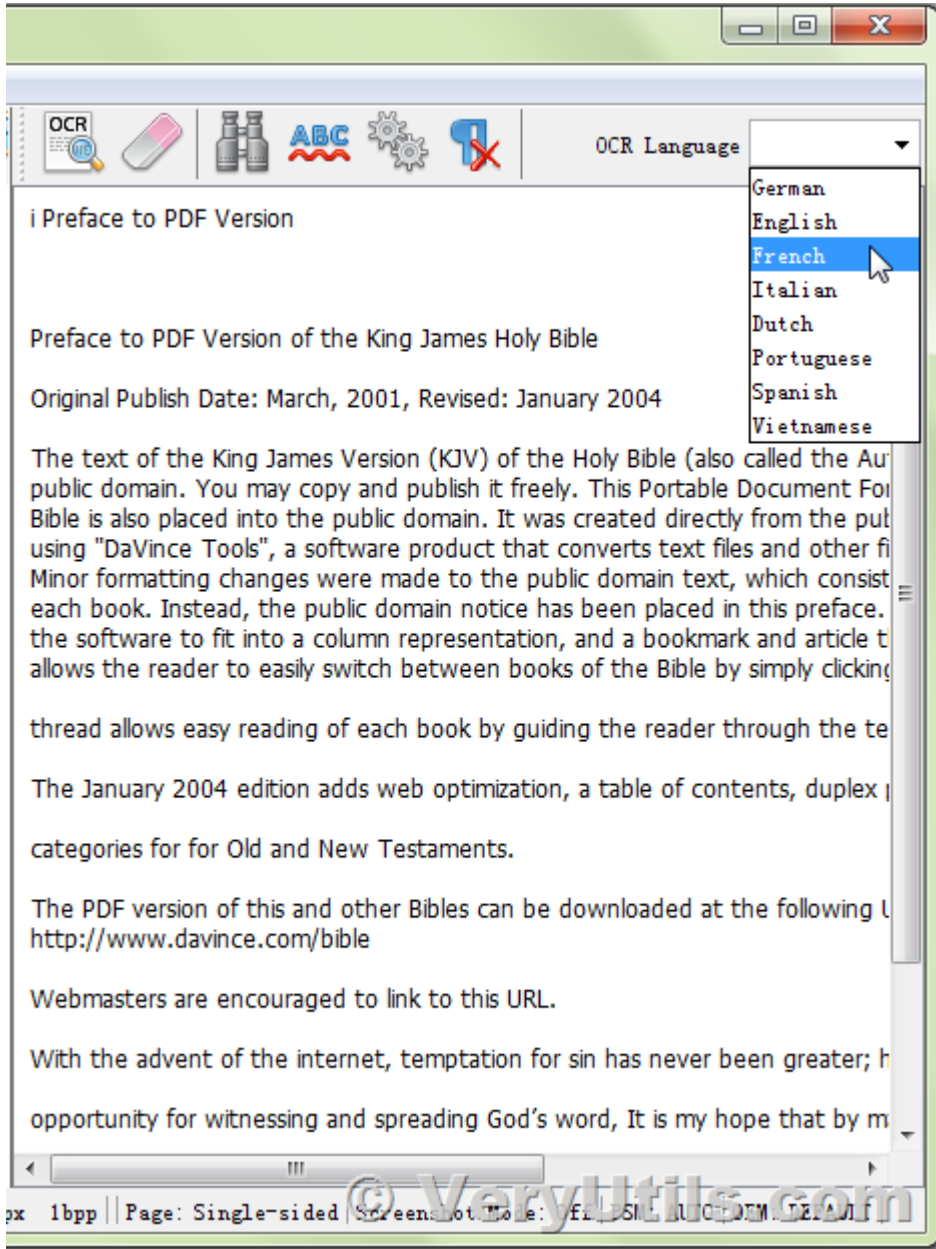 OCR
ABC
OCR Language
German
English
French
Italian
Dutch
Portuguese
Spanish
Vietnamese
i Preface to PDF Version
Preface to PDF Version of the King James Holy Bible
Original Publish Date: March, 2001, Revised: January 2004
The text of the King James Version (KJV) of the Holy Bible (also called the Au
public domain. You may copy and publish it freely. This Portable Document For
Bible is also placed into the public domain. It was created directly from the pub
using "DaVince Tools", a software product that converts text files and other fi
Minor formatting changes were made to the public domain text, which consist
each book. Instead, the public domain notice has been placed in this preface.
the software to fit into a column representation, and a bookmark and article t
allows the reader to easily switch between books of the Bible by simply clicking
thread allows easy reading of each book by guiding the reader through the te
The January 2004 edition adds web optimization, a table of contents, duplex
categories for for Old and New Testaments.
The PDF version of this and other Bibles can be downloaded at the following
http://www.davince.com/bible
Webmasters are encouraged to link to this URL.
With the advent of the internet, temptation for sin has never been greater; h
opportunity for witnessing and spreading God's word, It is my hope that by m
px 1bpp Page: Single-sided Screenshot Mode: Off PSM: AUTO OEM: DEFAULT
© VeryUtils.com